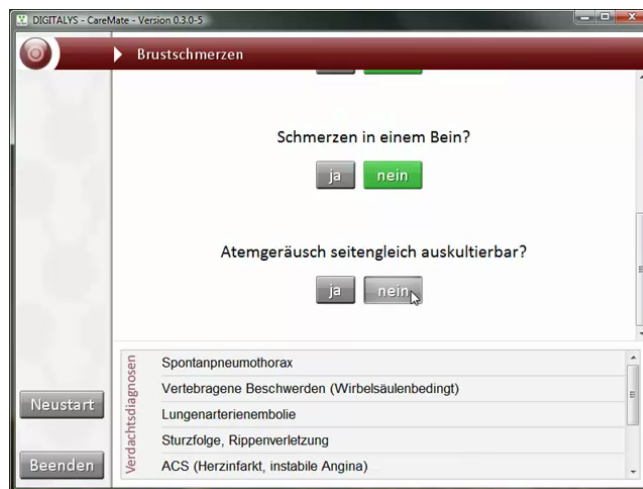 DIGITALYS - CareMate - Version 0.3.0-5
Brustschmerzen
Schmerzen in einem Bein?
ja nein
Atemgeräusch seitengleich auskultierbar?
ja nein
Verdachtsdiagnosen
Spontanpneumothorax
Vertebragene Beschwerden (Wirbelsäulenbedingt)
Lungenarterienembolie
Sturzfolge, Rippenverletzung
ACS (Herzinfarkt, instabile Angina)
Neustart
Beenden